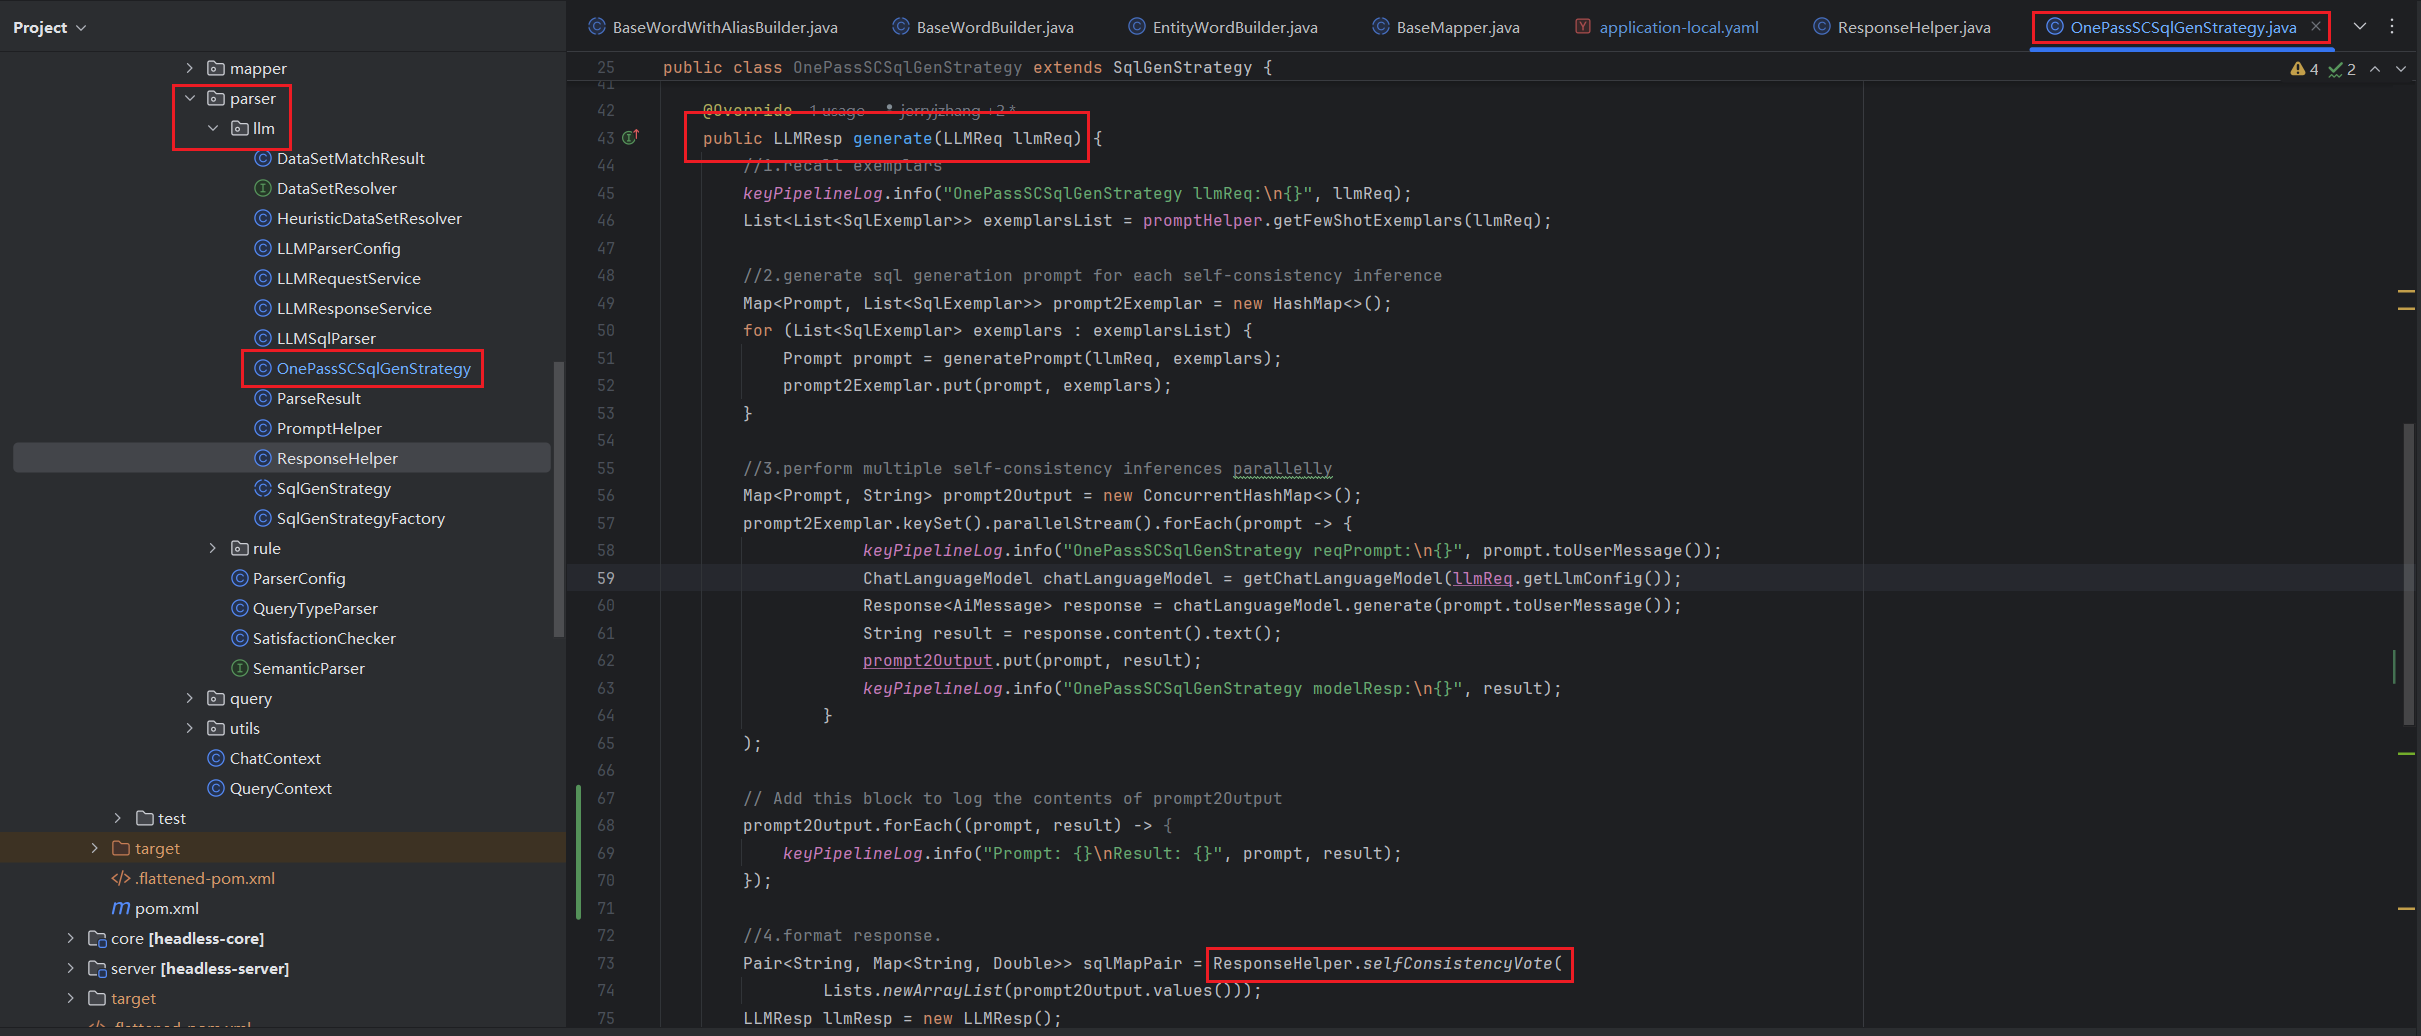 Project
mapper
parser
llm
DataSetMatchResult
DataSetResolver
HeuristicDataSetResolver
LLMParserConfig
LLMRequestService
LLMResponseService
LLMSqlParser
OnePassSCSqlGenStrategy
ParseResult
PromptHelper
ResponseHelper
SqlGenStrategy
SqlGenStrategyFactory
rule
ParserConfig
QueryTypeParser
SatisfactionChecker
SemanticParser
query
utils
ChatContext
QueryContext
test
target
.flattened-pom.xml
pom.xml
core [headless-core]
server [headless-server]
target
.flattened-pom.xml
BaseWordWithAliasBuilder.java BaseWordBuilder.java EntityWordBuilder.java BaseMapper.java application-local.yaml ResponseHelper.java OnePassSCSqlGenStrategy.java
25 public class OnePassSCSqlGenStrategy extends SqlGenStrategy { 4 2
41
42 @Override 1 usage jerryjzhang +2 *
43 public LLMResp generate(LLMReq llmReq) {
44 //1.recall exemplars
45 keyPipelineLog.info("OnePassSCSqlGenStrategy llmReq:\n{}", llmReq);
46 List<List<SqlExemplar>> exemplarsList = promptHelper.getFewShotExemplars(llmReq);
47
48 //2.generate sql generation prompt for each self-consistency inference
49 Map<Prompt, List<SqlExemplar>> prompt2Exemplar = new HashMap<>();
50 for (List<SqlExemplar> exemplars : exemplarsList) {
51 Prompt prompt = generatePrompt(llmReq, exemplars);
52 prompt2Exemplar.put(prompt, exemplars);
53 }
54
55 //3.perform multiple self-consistency inferences parallelly
56 Map<Prompt, String> prompt2Output = new ConcurrentHashMap<>();
57 prompt2Exemplar.keySet().parallelStream().forEach(prompt -> {
58 keyPipelineLog.info("OnePassSCSqlGenStrategy reqPrompt:\n{}", prompt.toUserMessage());
59 ChatLanguageModel chatLanguageModel = getChatLanguageModel(llmReq.getLlmConfig());
60 Response<AiMessage> response = chatLanguageModel.generate(prompt.toUserMessage());
61 String result = response.content().text();
62 prompt2Output.put(prompt, result);
63 keyPipelineLog.info("OnePassSCSqlGenStrategy modelResp:\n{}", result);
64 }
65 );
66
67 // Add this block to log the contents of prompt2Output
68 prompt2Output.forEach((prompt, result) -> {
69 keyPipelineLog.info("Prompt: {}\nResult: {}", prompt, result);
70 });
71
72 //4.format response.
73 Pair<String, Map<String, Double>> sqlMapPair = ResponseHelper.selfConsistencyVote(
74 Lists.newArrayList(prompt2Output.values()));
75 LLMResp llmResp = new LLMResp();